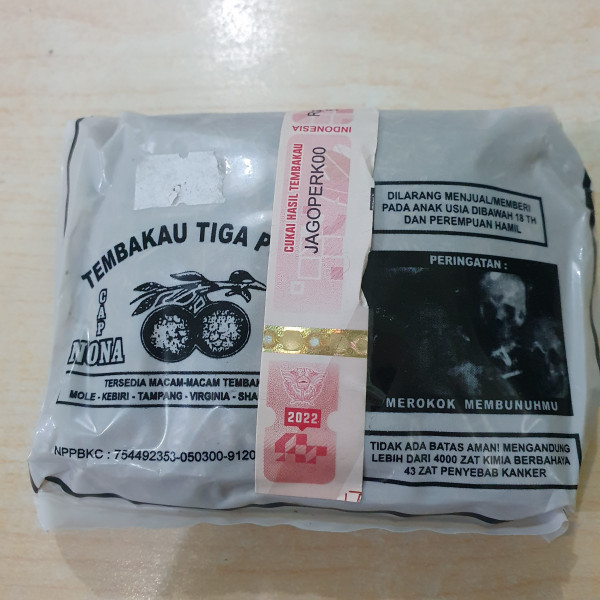 TEMBAKAU TIGA
CAP
NONA
TERSEDIA MACAM-MACAM
MOLE - KEBIRI - TAMPANG - VIRGINIA -
NPPBKC : 754492353-050300-9120
INDONESIA
CUKAI HASIL TEMBAKAU
JAGOPERK00
2022
DILARANG MENJUAL/MEMBERI
PADA ANAK USIA DIBAWAH 18 TH
DAN PEREMPUAN HAMIL
PERINGATAN :
MEROKOK MEMBUNUHMU
TIDAK ADA BATAS AMAN! MENGANDUNG
LEBIH DARI 4000 ZAT KIMIA BERBAHAYA
43 ZAT PENYEBAB KANKER